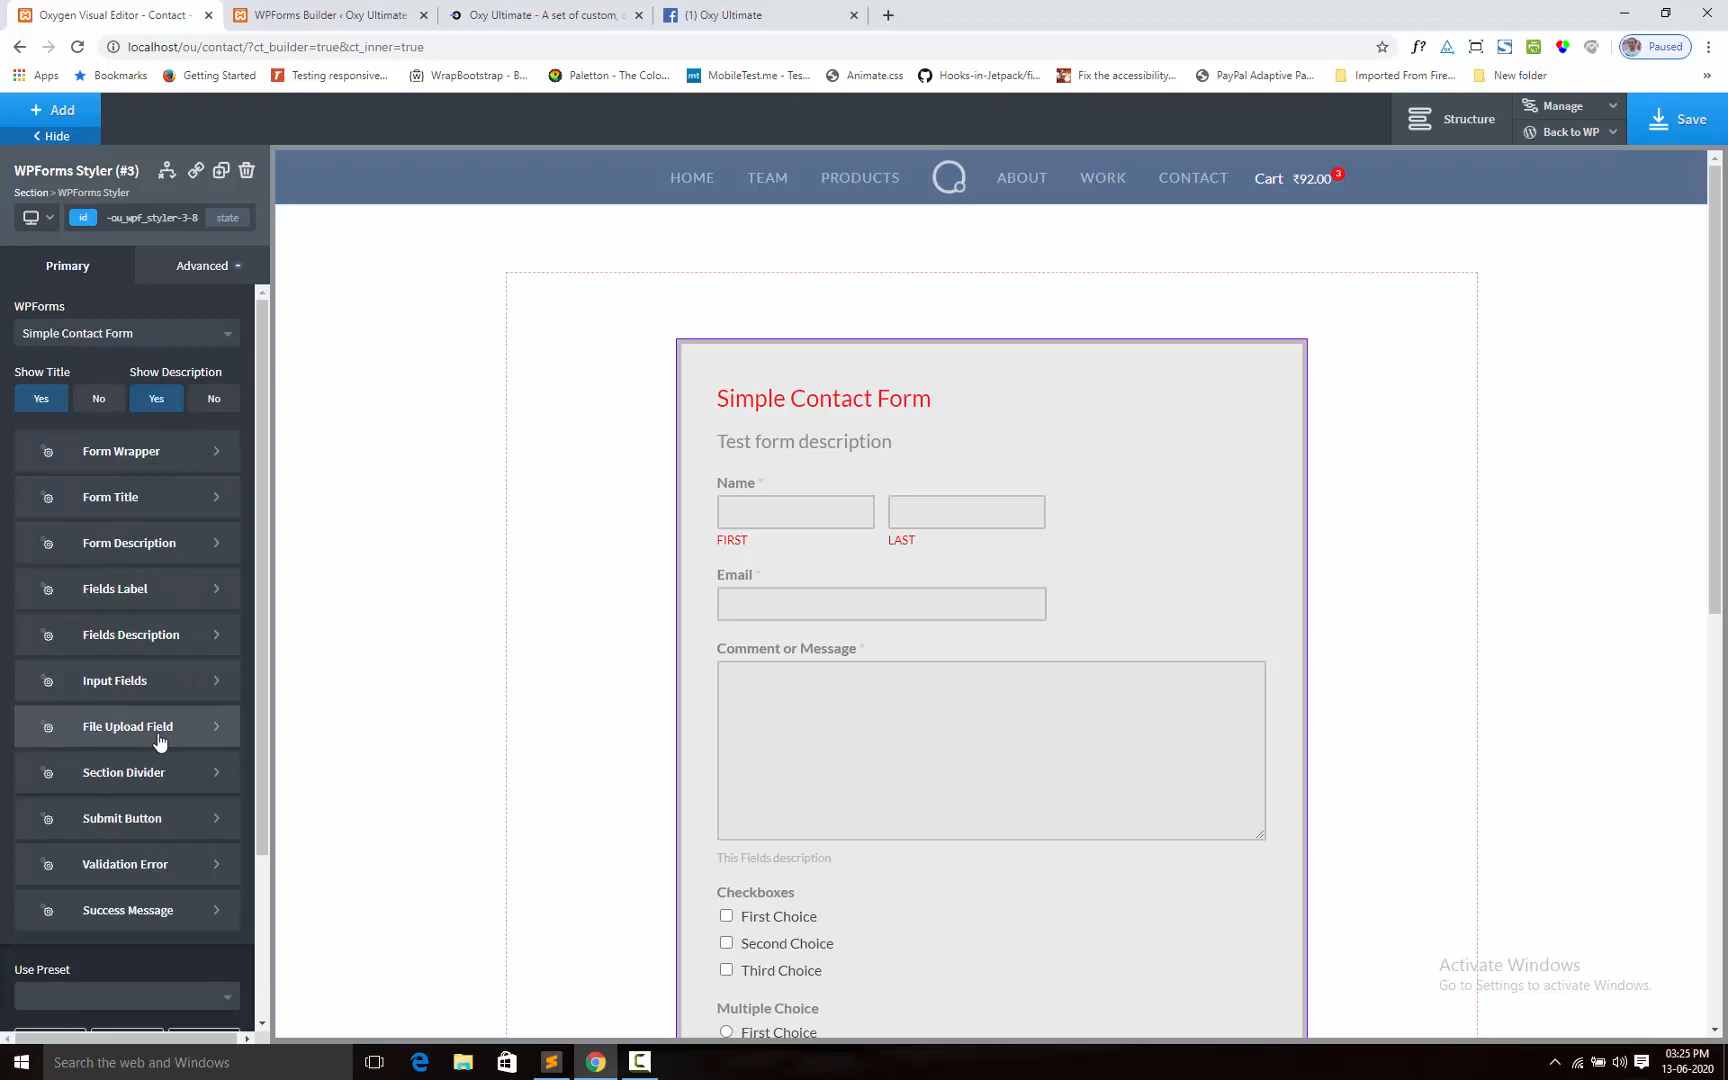 Oxygen Visual Editor - Contact -
WPForms Builder ‹ Oxy Ultimate
Oxy Ultimate - A set of custom, c
(1) Oxy Ultimate
localhost/ou/contact/?ct_builder=true&ct_inner=true
Paused
Apps
Bookmarks
Getting Started
Testing responsive...
WrapBootstrap - B...
Paletton - The Colo...
MobileTest.me - Tes...
Animate.css
Hooks-in-Jetpack/fi...
Fix the accessibility...
PayPal Adaptive Pa...
Imported From Fire...
New folder
+ Add
Hide
Structure
Manage
Back to WP
Save
WPForms Styler (#3)
Section > WPForms Styler
id
-ou_wpf_styler-3-8
state
Primary
Advanced
WPForms
Simple Contact Form
Show Title
Show Description
Yes
No
Yes
No
Form Wrapper
Form Title
Form Description
Fields Label
Fields Description
Input Fields
File Upload Field
Section Divider
Submit Button
Validation Error
Success Message
Use Preset
HOME
TEAM
PRODUCTS
ABOUT
WORK
CONTACT
Cart ₹92.00 3
Simple Contact Form
Test form description
Name *
FIRST
LAST
Email *
Comment or Message *
This Fields description
Checkboxes
First Choice
Second Choice
Third Choice
Multiple Choice
First Choice
Activate Windows
Go to Settings to activate Windows.
Search the web and Windows
03:25 PM
13-06-2020